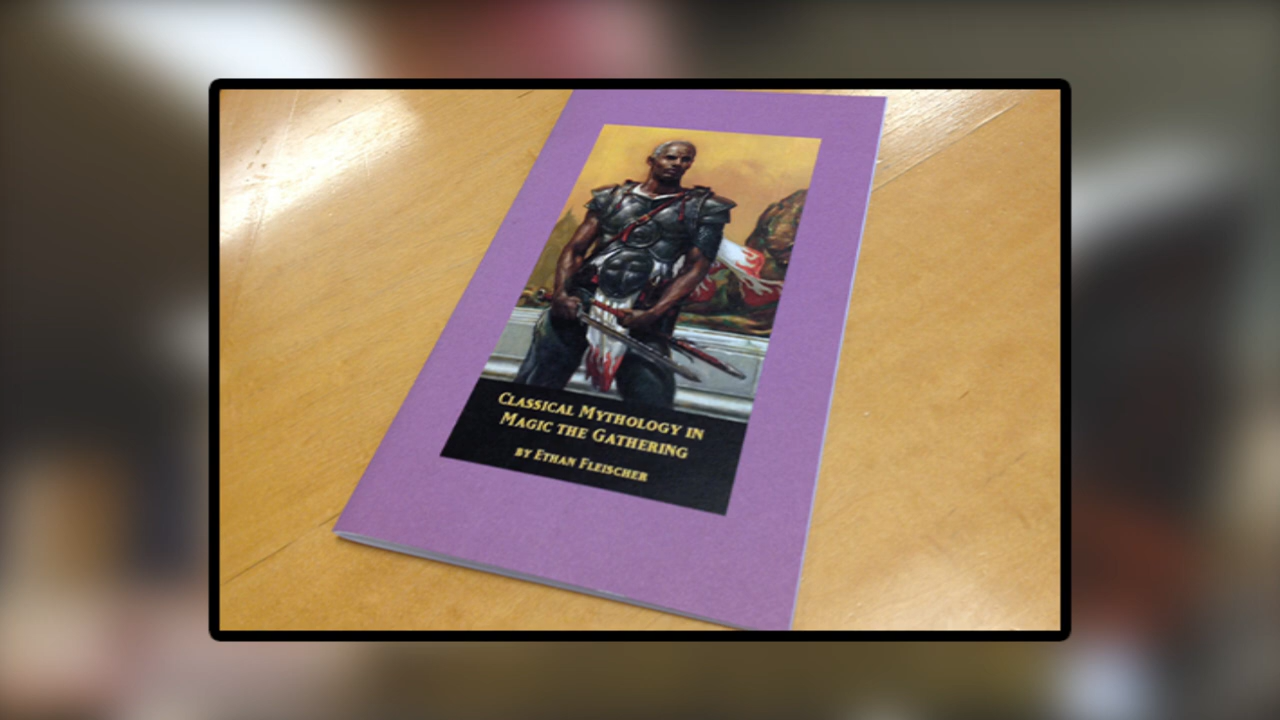 Classical Mythology in
Magic the Gathering
by Ethan Fleischer